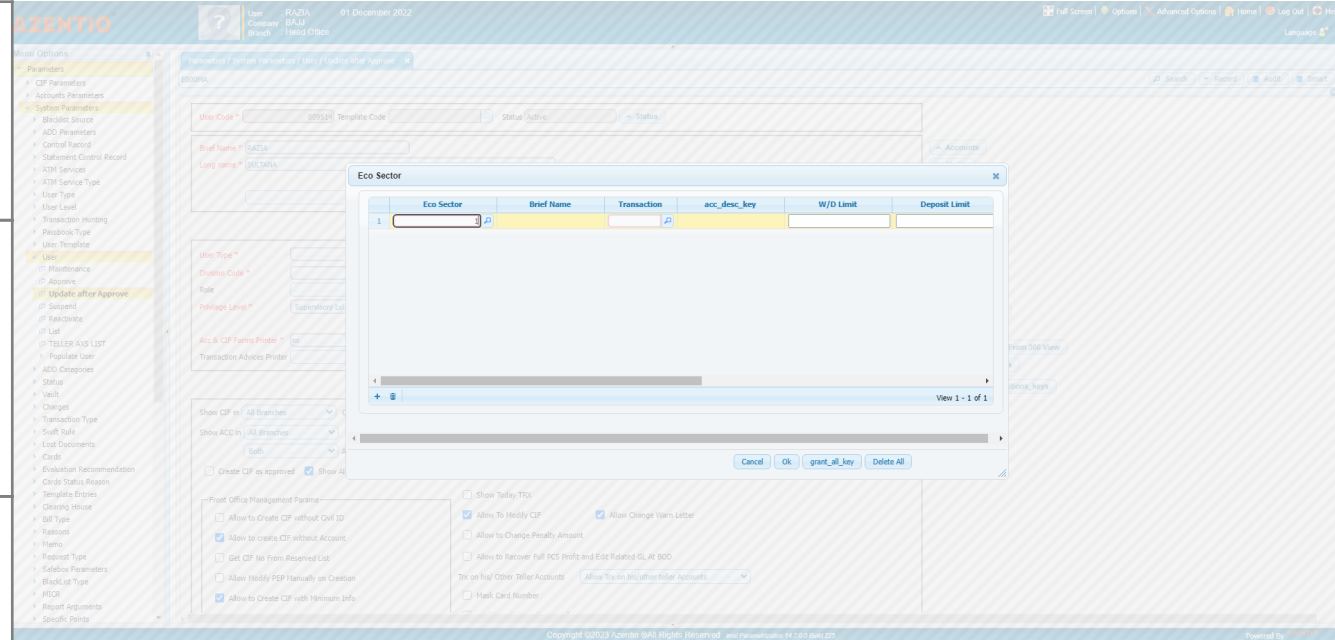 AZENTIO
User : RAZIA 01 December 2022
Company : BAJJ
Branch : Head Office
Full Screen Options Advanced Options Home Log Out
Language
Menu Options
Parameters / System Parameters / User / Update after Approve
Search Record Audit Smart
Parameters
CIF Parameters
Accounts Parameters
System Parameters
Blacklist Source
ADD Parameters
Control Record
Statement Control Record
ATM Services
ATM Service Type
User Type
User Level
Transaction Hunting
Passbook Type
User Template
User
Maintenance
Approve
Update after Approve
Suspend
Reactivate
List
TELLER AXS LIST
Populate User
ADD Categories
Status
Vault
Charges
Transaction Type
Swift Rule
Lost Documents
Cards
Evaluation Recommendation
Cards Status Reason
Template Entries
Clearing House
Bill Type
Reasons
Memo
Request Type
Safebox Parameters
BlackList Type
MICR
Report Arguments
Specific Points
User Code * 809514 Template Code Status Active Status
Brief Name * RAZIA
Accounts
Long name * SULTANA
Eco Sector
Eco Sector Brief Name Transaction acc_desc_key W/D Limit Deposit Limit
1 1
View 1 - 1 of 1
Cancel Ok grant_all_key Delete All
User Type *
Division Code *
Role
Privilage Level * Supervisory Lvl
Acc & CIF Forms Printer *
Transaction Advices Printer
From 306 View
Show CIF in All Branches
Show ACC in All Branches
Both
Create CIF as approved
Front Office Management Parame
Allow to Create CIF without Civil ID
Allow to create CIF without Account
Get CIF No From Reserved List
Allow Modify PEP Manually on Creation
Allow to Create CIF with Minimum Info
Show Today TRX
Allow To Modify CIF Allow Change Warn Letter
Allow to Change Penalty Amount
Allow to Recover Full FCS Profit and Edit Related GL At BOD
Trx on his/ Other Teller Accounts Allow Trx on his/other teller Accounts
Mask Card Number
Copyright ©2023 Azentio @All Rights Reserved
Powered By